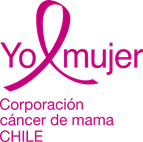 Yo mujer
Corporación
cáncer de mama
CHILE